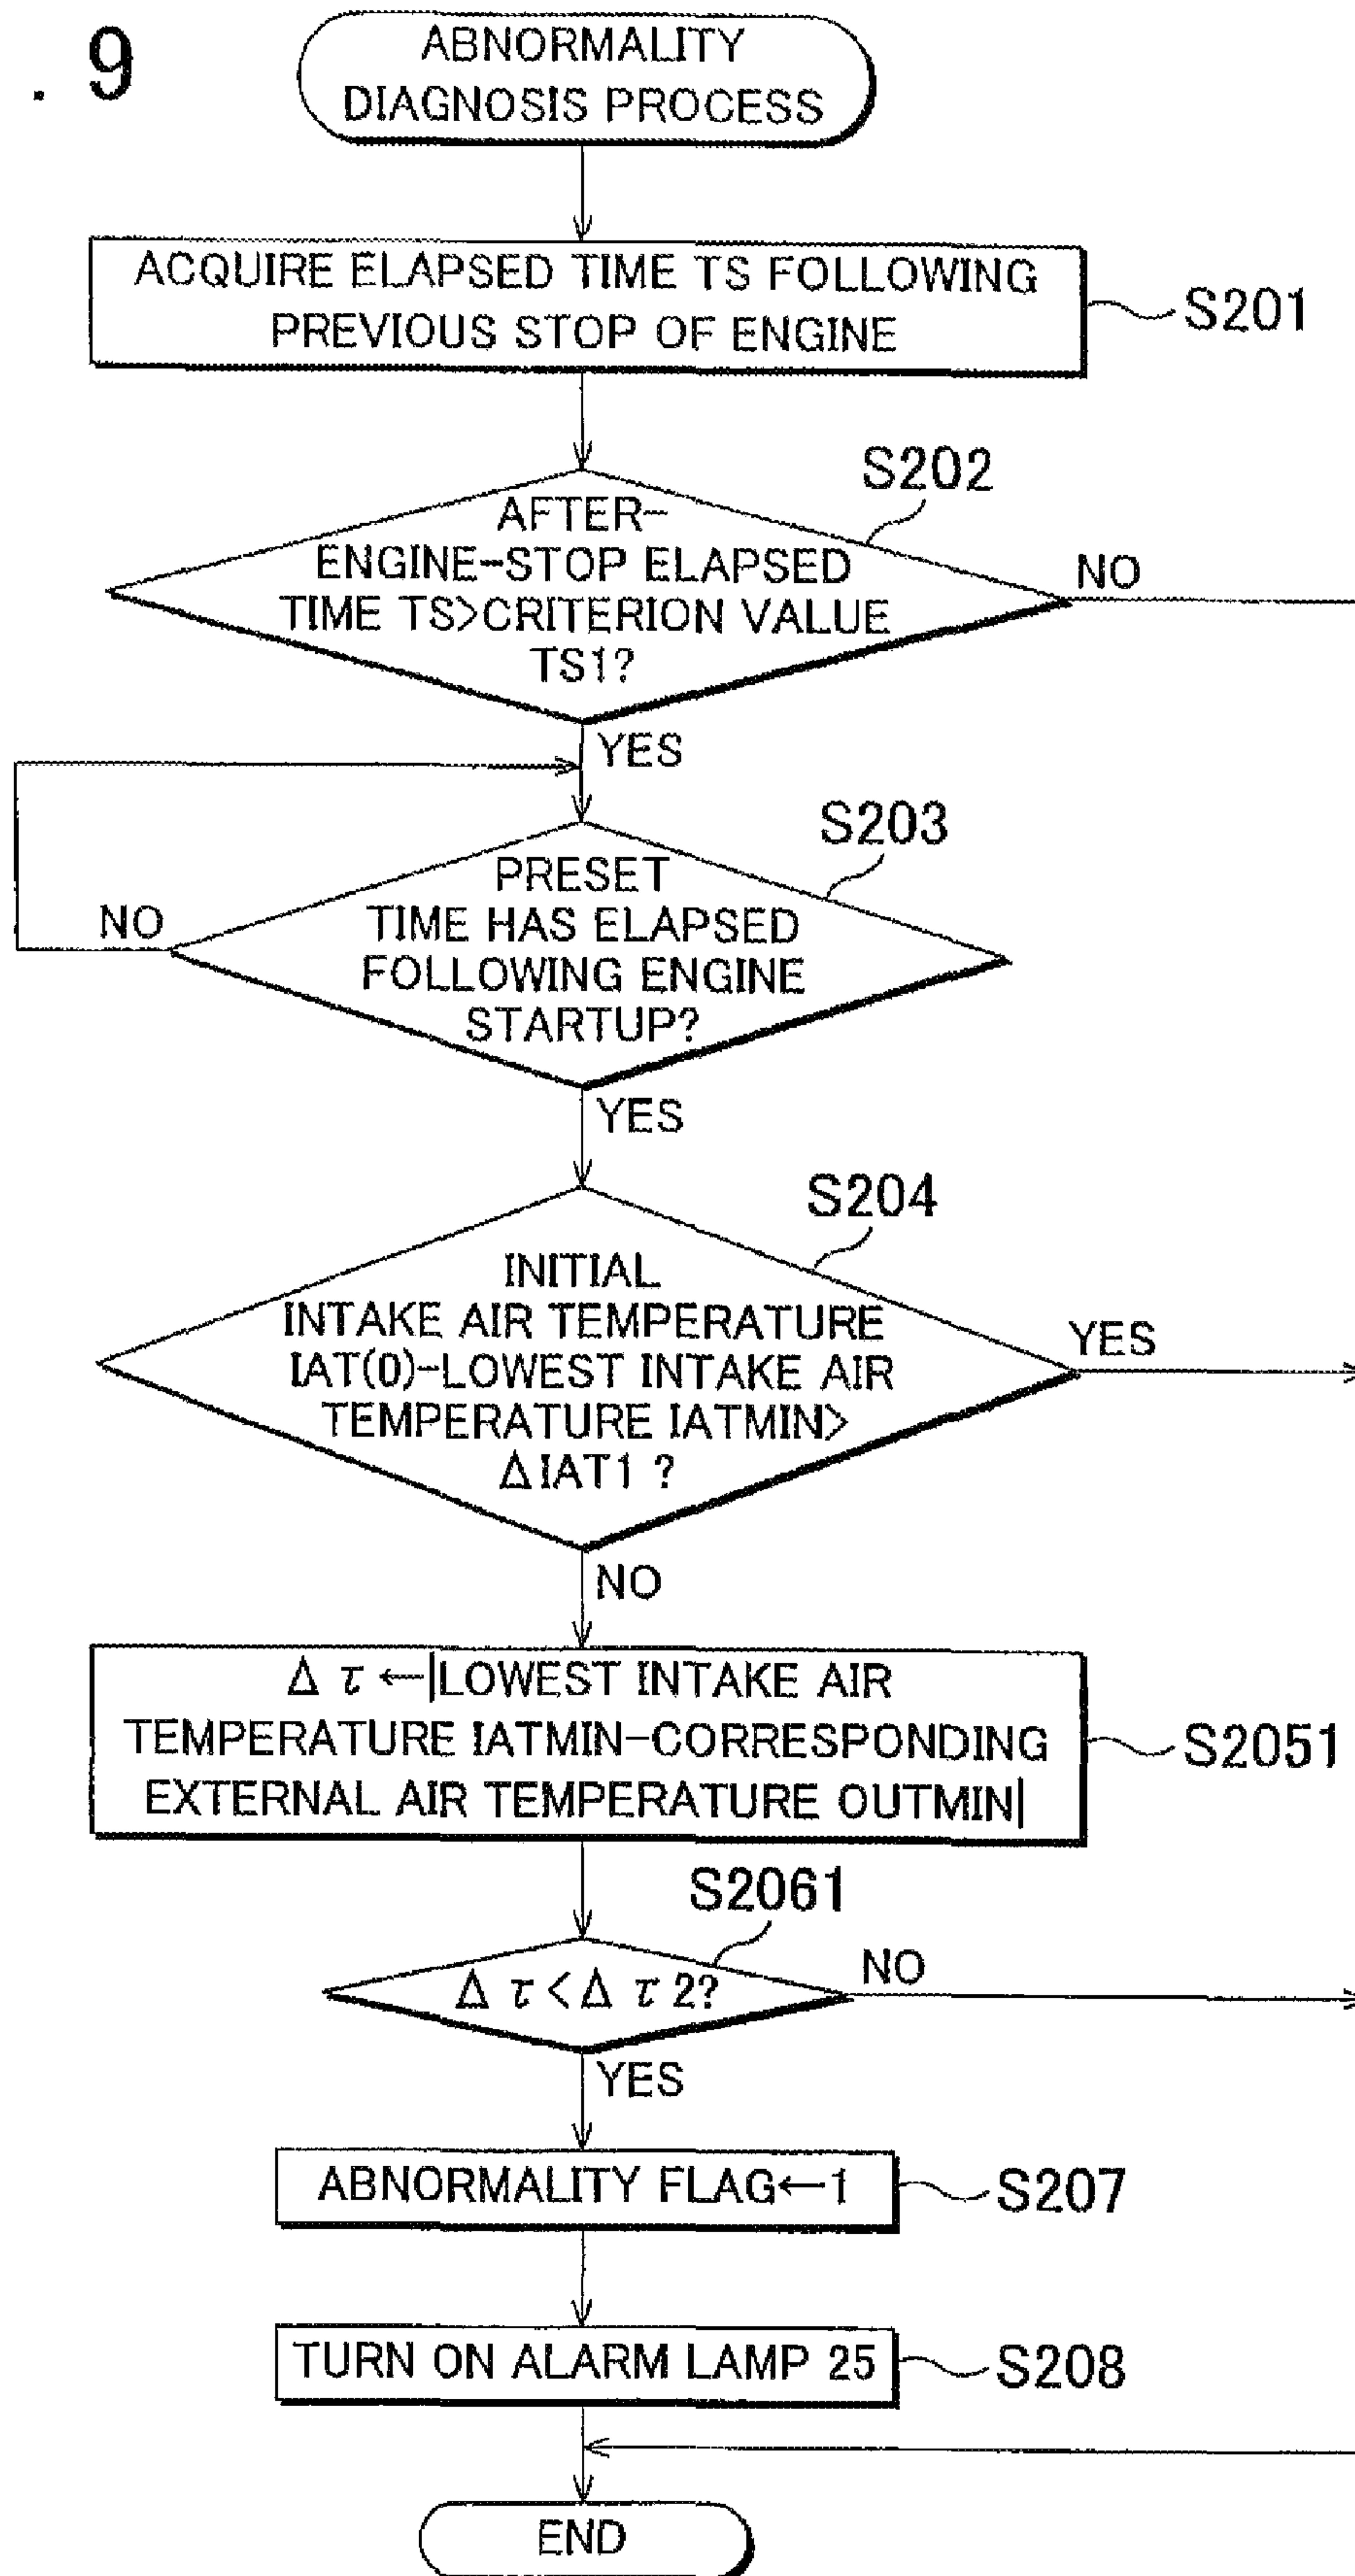 . 9
ABNORMALITY
DIAGNOSIS PROCESS
ACQUIRE ELAPSED TIME TS FOLLOWING
PREVIOUS STOP OF ENGINE
S201
S202
AFTER-
ENGINE-STOP ELAPSED
TIME TS>CRITERION VALUE
TS1?
NO
YES
S203
PRESET
TIME HAS ELAPSED
FOLLOWING ENGINE
STARTUP?
NO
YES
S204
INITIAL
INTAKE AIR TEMPERATURE
IAT(0)-LOWEST INTAKE AIR
TEMPERATURE IATMIN>
ΔIAT1 ?
YES
NO
Δ τ ←|LOWEST INTAKE AIR
TEMPERATURE IATMIN-CORRESPONDING
EXTERNAL AIR TEMPERATURE OUTMIN|
S2051
S2061
Δ τ < Δ τ 2?
NO
YES
ABNORMALITY FLAG←1
S207
TURN ON ALARM LAMP 25
S208
END